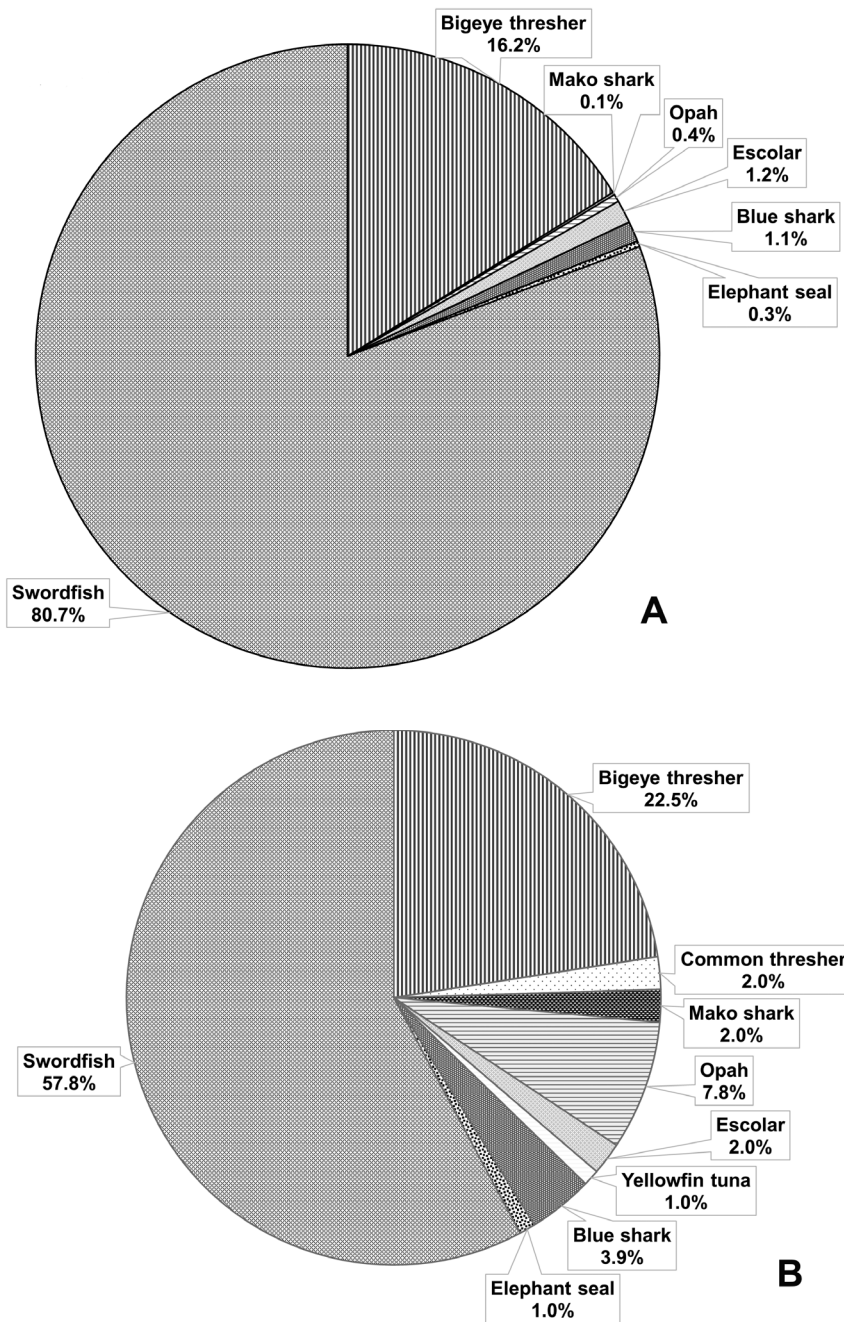 Bigeye thresher
16.2%
Mako shark
0.1%
Opah
0.4%
Escolar
1.2%
Blue shark
1.1%
Elephant seal
0.3%
Swordfish
80.7%
A
Bigeye thresher
22.5%
Common thresher
2.0%
Mako shark
2.0%
Opah
7.8%
Escolar
2.0%
Yellowfin tuna
1.0%
Blue shark
3.9%
Elephant seal
1.0%
Swordfish
57.8%
B